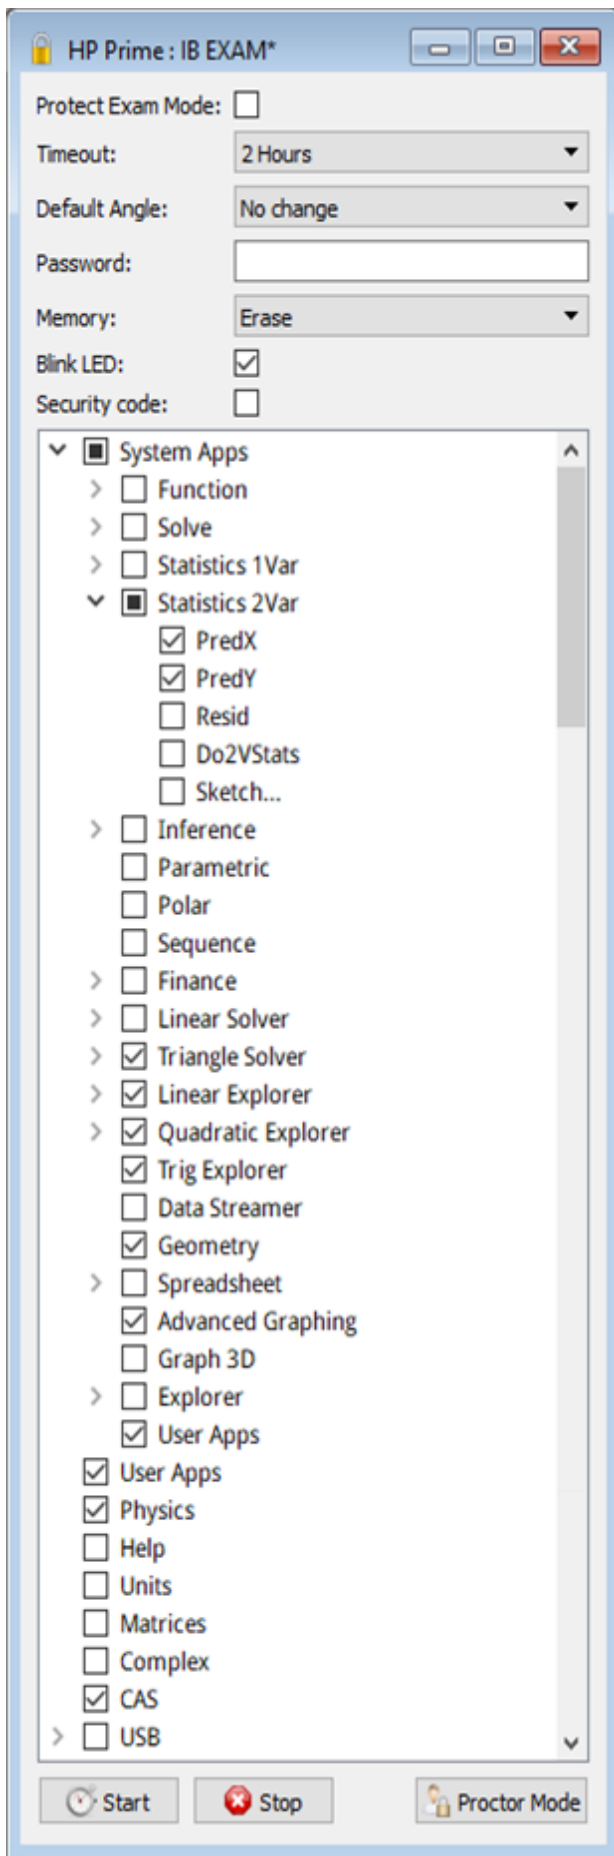 HP Prime : IB EXAM*
Protect Exam Mode:
Timeout: 2 Hours
Default Angle: No change
Password:
Memory: Erase
Blink LED:
Security code:
System Apps
Function
Solve
Statistics 1Var
Statistics 2Var
PredX
PredY
Resid
Do2VStats
Sketch...
Inference
Parametric
Polar
Sequence
Finance
Linear Solver
Triangle Solver
Linear Explorer
Quadratic Explorer
Trig Explorer
Data Streamer
Geometry
Spreadsheet
Advanced Graphing
Graph 3D
Explorer
User Apps
User Apps
Physics
Help
Units
Matrices
Complex
CAS
USB
Start Stop Proctor Mode